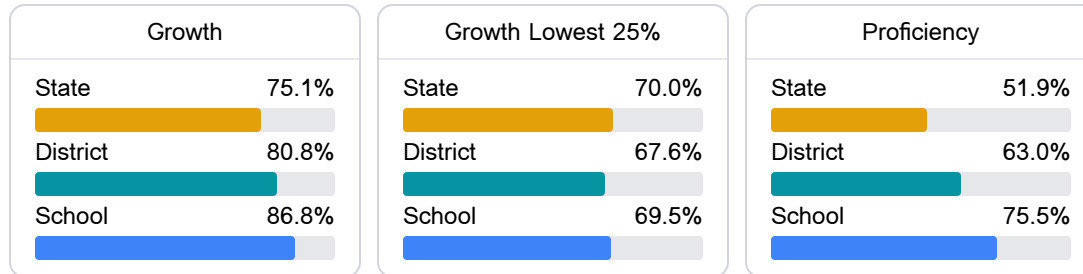 Growth
State 75.1%
District 80.8%
School 86.8%
Growth Lowest 25%
State 70.0%
District 67.6%
School 69.5%
Proficiency
State 51.9%
District 63.0%
School 75.5%